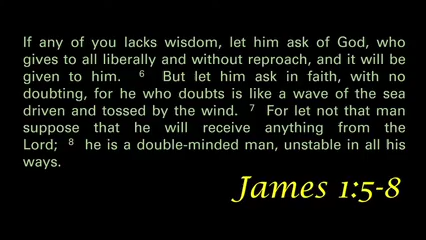 If any of you lacks wisdom, let him ask of God, who
gives to all liberally and without reproach, and it will be
given to him. 6 But let him ask in faith, with no
doubting, for he who doubts is like a wave of the sea
driven and tossed by the wind. 7 For let not that man
suppose that he will receive anything from the
Lord; 8 he is a double-minded man, unstable in all his
ways.
James 1:5-8